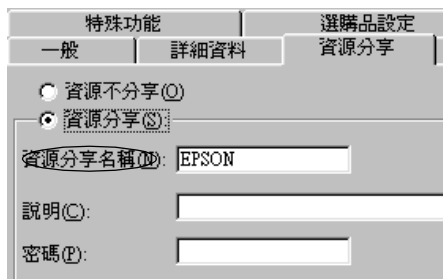 特殊功能 選購品設定
一般 詳細資料 資源分享
資源不分享(O)
資源分享(S):
資源分享名稱(N): EPSON
說明(C):
密碼(P):